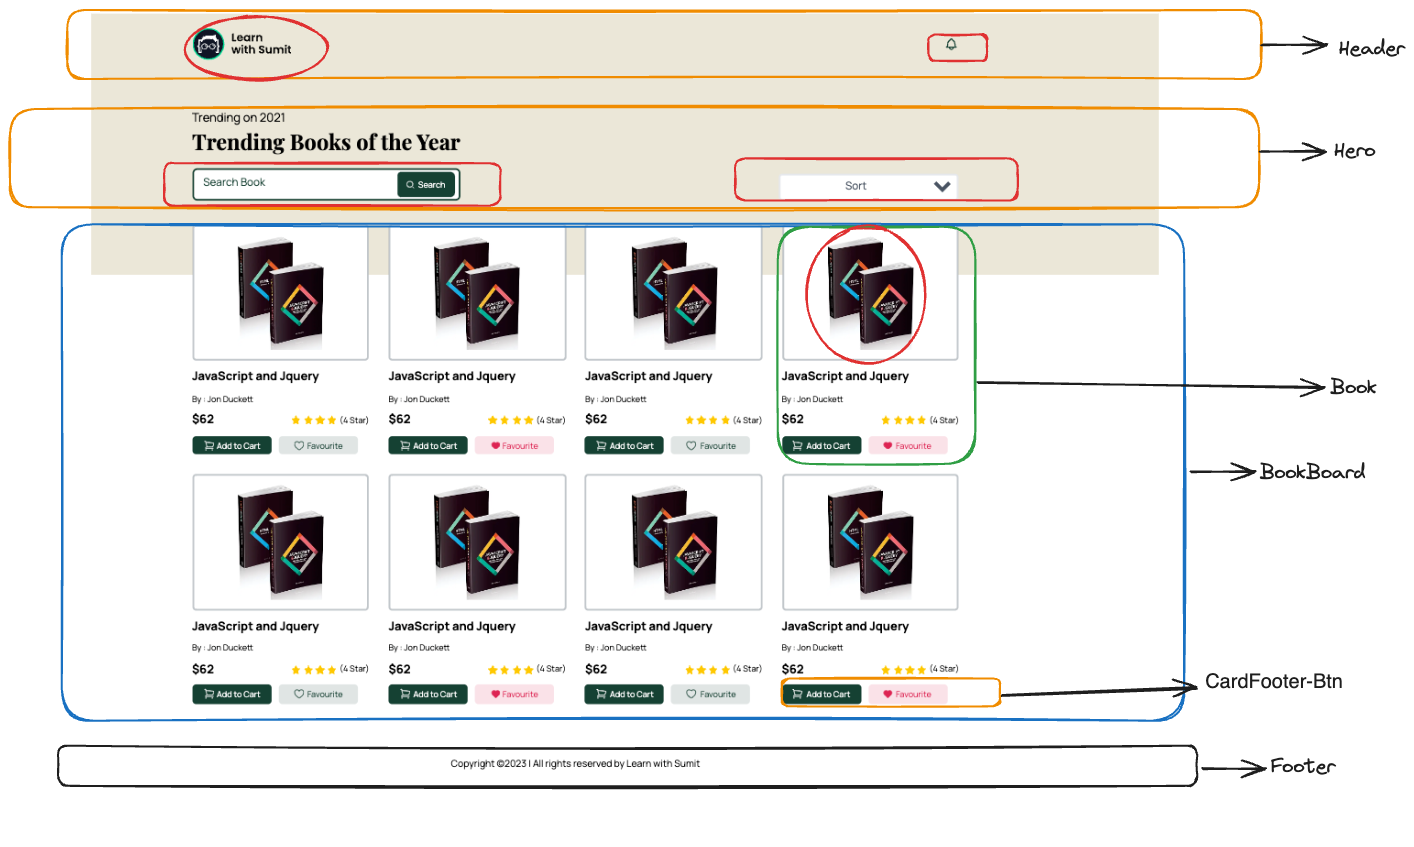 Learn
with Sumit
Header
Trending on 2021
Trending Books of the Year
Hero
Search Book
Search
Sort
JavaScript and Jquery
By : Jon Duckett
$62
(4 Star)
Add to Cart
Favourite
JavaScript and Jquery
By : Jon Duckett
$62
(4 Star)
Add to Cart
Favourite
JavaScript and Jquery
By : Jon Duckett
$62
(4 Star)
Add to Cart
Favourite
JavaScript and Jquery
By : Jon Duckett
$62
(4 Star)
Add to Cart
Favourite
Book
BookBoard
JavaScript and Jquery
By : Jon Duckett
$62
(4 Star)
Add to Cart
Favourite
JavaScript and Jquery
By : Jon Duckett
$62
(4 Star)
Add to Cart
Favourite
JavaScript and Jquery
By : Jon Duckett
$62
(4 Star)
Add to Cart
Favourite
JavaScript and Jquery
By : Jon Duckett
$62
(4 Star)
Add to Cart
Favourite
CardFooter-Btn
Copyright ©2023 | All rights reserved by Learn with Sumit
Footer